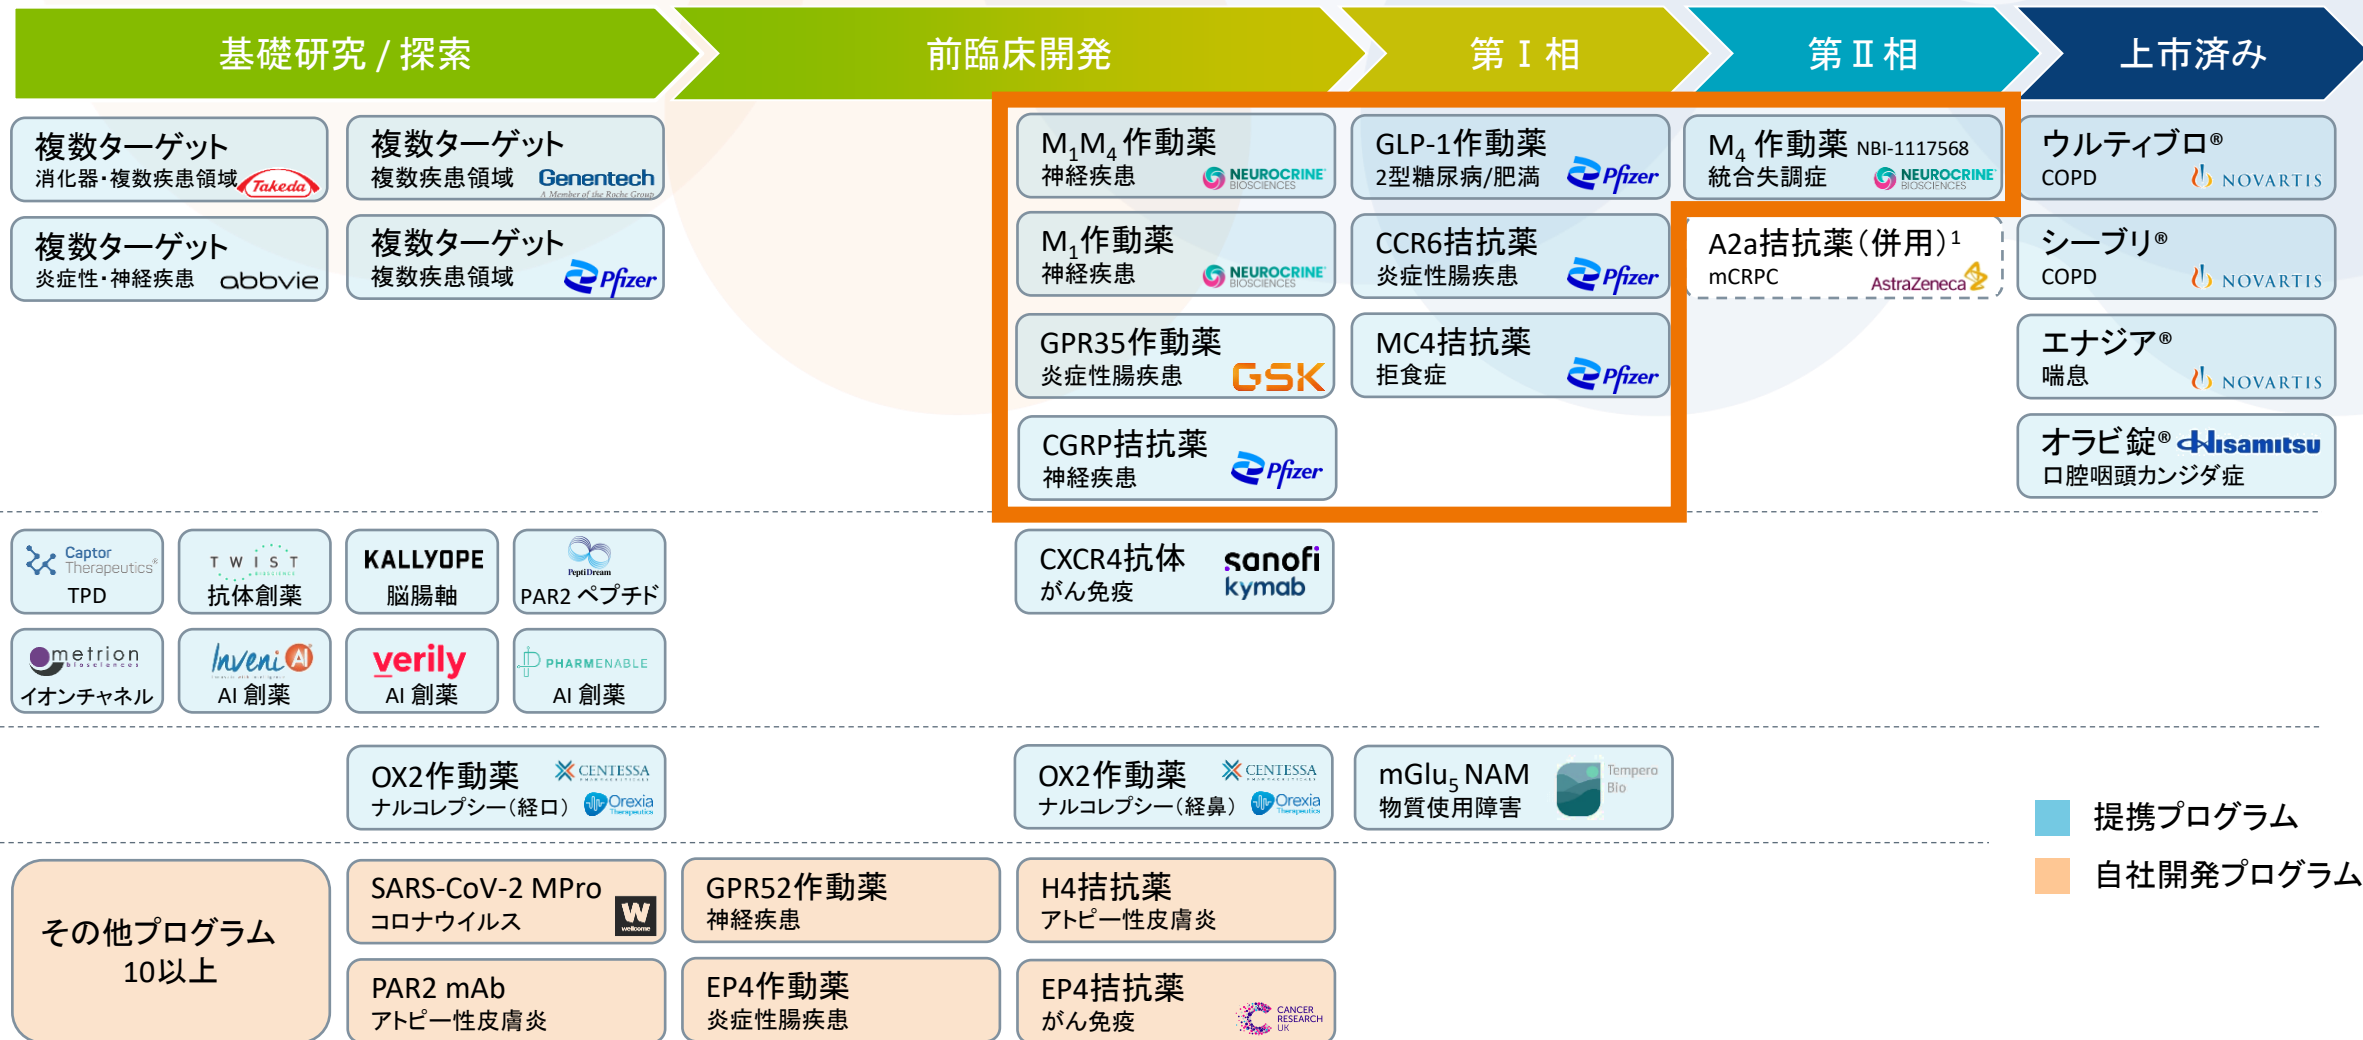 基礎研究 / 探索
前臨床開発
第Ⅰ相
第Ⅱ相
上市済み
複数ターゲット
消化器・複数疾患領域
Takeda
複数ターゲット
複数疾患領域
Genentech
A Member of the Roche Group
M1M4 作動薬
神経疾患
NEUROCRINE
BIOSCIENCES
GLP-1作動薬
2型糖尿病/肥満
Pfizer
M4 作動薬 NBI-1117568
統合失調症
NEUROCRINE
BIOSCIENCES
ウルティブロ®
COPD
NOVARTIS
複数ターゲット
炎症性・神経疾患
abbvie
複数ターゲット
複数疾患領域
Pfizer
M1作動薬
神経疾患
NEUROCRINE
BIOSCIENCES
CCR6拮抗薬
炎症性腸疾患
Pfizer
A2a拮抗薬（併用）1
mCRPC
AstraZeneca
シーブリ®
COPD
NOVARTIS
GPR35作動薬
炎症性腸疾患
GSK
MC4拮抗薬
拒食症
Pfizer
エナジア®
喘息
NOVARTIS
CGRP拮抗薬
神経疾患
Pfizer
オラビ錠®
Hisamitsu
口腔咽頭カンジダ症
Captor
Therapeutics®
TPD
TWIST
BIOSCIENCE
抗体創薬
KALLYOPE
脳腸軸
PeptiDream
PAR2 ペプチド
CXCR4抗体
がん免疫
sanofi
kymab
metrion
biosciences
イオンチャネル
InveniAI
AI 創薬
verily
AI 創薬
PHARMENABLE
AI 創薬
OX2作動薬
ナルコレプシー（経口）
CENTESSA
PHARMACEUTICALS
Orexia
Therapeutics
OX2作動薬
ナルコレプシー（経鼻）
CENTESSA
PHARMACEUTICALS
Orexia
Therapeutics
mGlu5 NAM
物質使用障害
Tempero
Bio
提携プログラム
自社開発プログラム
その他プログラム
10以上
SARS-CoV-2 MPro
コロナウイルス
W
wellcome
GPR52作動薬
神経疾患
H4拮抗薬
アトピー性皮膚炎
PAR2 mAb
アトピー性皮膚炎
EP4作動薬
炎症性腸疾患
EP4拮抗薬
がん免疫
CANCER
RESEARCH
UK